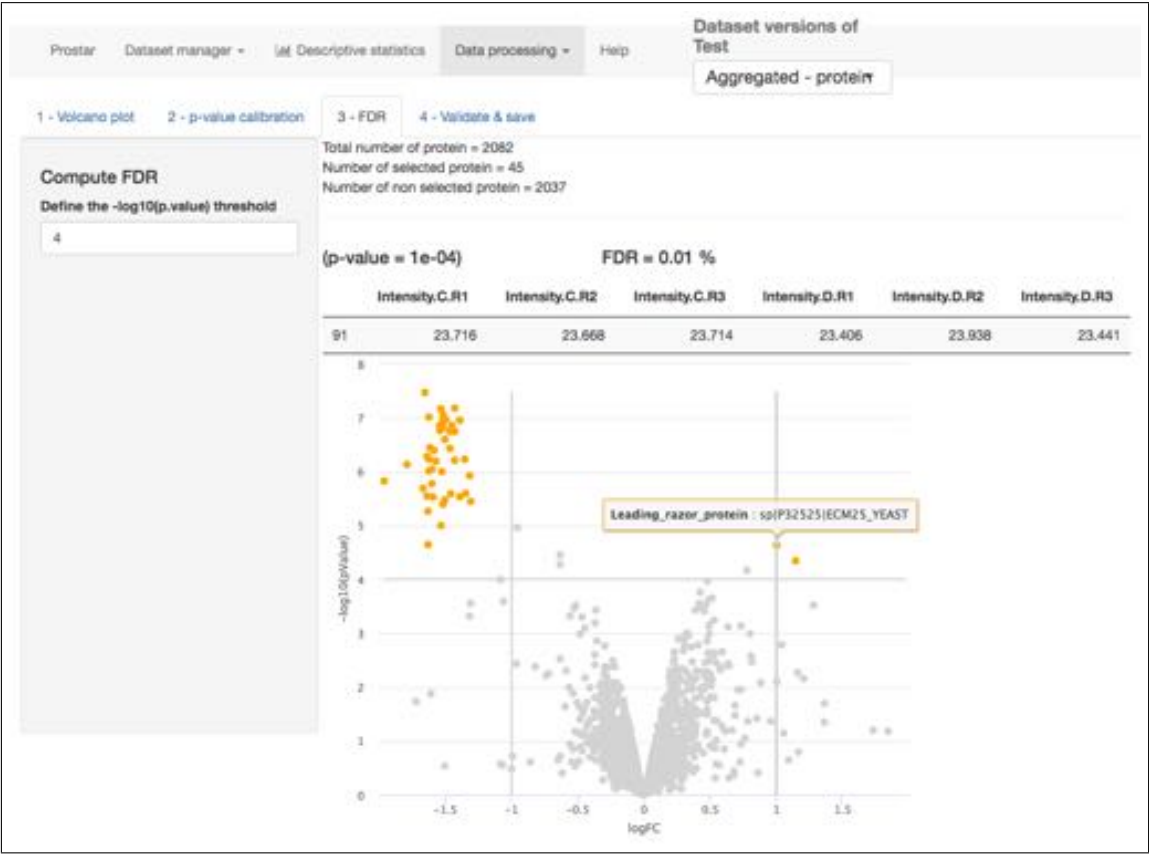 Prostar Dataset manager Descriptive statistics Data processing Help
Dataset versions of
Test
Aggregated - protein
1 - Volcano plot 2 - p-value calibration 3 - FDR 4 - Validate & save
Compute FDR
Define the -log10(p.value) threshold
4
Total number of protein = 2082
Number of selected protein = 45
Number of non selected protein = 2037
(p-value = 1e-04) FDR = 0.01 %
Intensity.C.R1 Intensity.C.R2 Intensity.C.R3 Intensity.D.R1 Intensity.D.R2 Intensity.D.R3
91 23.716 23.668 23.714 23.406 23.938 23.441
8
7
6
5
4
3
2
1
0
-log10(pValue)
Leading_razor_protein : sp|P32525|ECM25_YEAST
-1.5 -1 -0.5 0 0.5 1 1.5
logFC